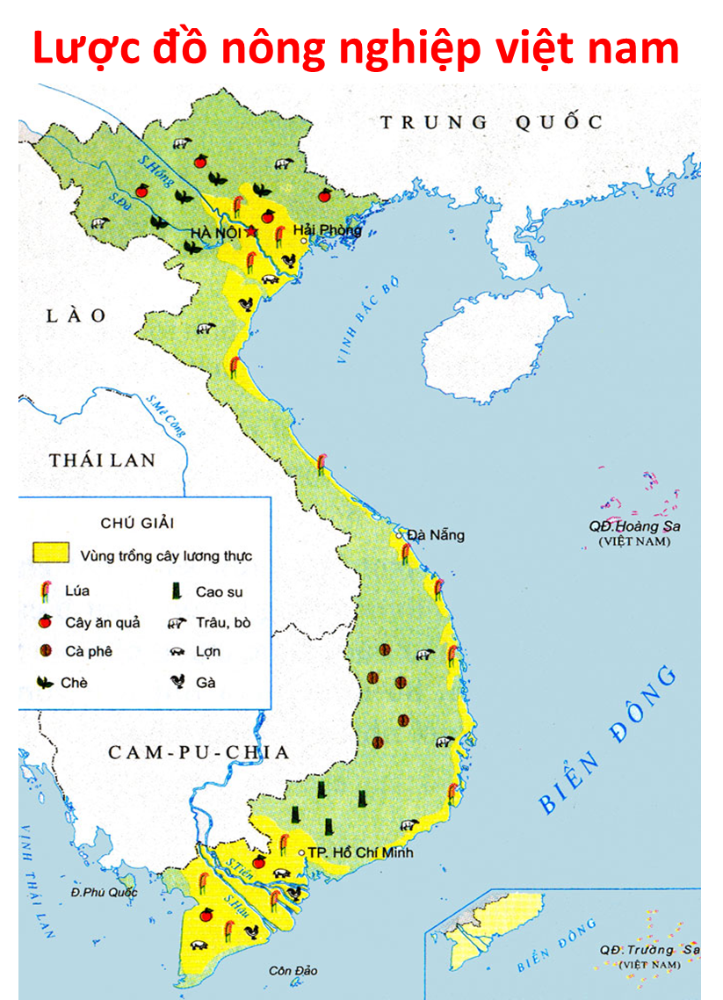 Lược đồ nông nghiệp việt nam
TRUNG QUỐC
S.Hồng
S.Đà
HÀ NỘI
Hải Phòng
VỊNH BẮC BỘ
LÀO
S.Mê Công
THÁI LAN
Đà Nẵng
QĐ.Hoàng Sa
(VIỆT NAM)
CHÚ GIẢI
Vùng trồng cây lương thực
Lúa
Cao su
Cây ăn quả
Trâu, bò
Cà phê
Lợn
Chè
Gà
CAM-PU-CHIA
BIỂN ĐÔNG
VỊNH THÁI LAN
TP. Hồ Chí Minh
S.Tiền
S.Hậu
Đ.Phú Quốc
Côn Đảo
BIỂN ĐÔNG
QĐ.Trường Sa
(VIỆT NAM)